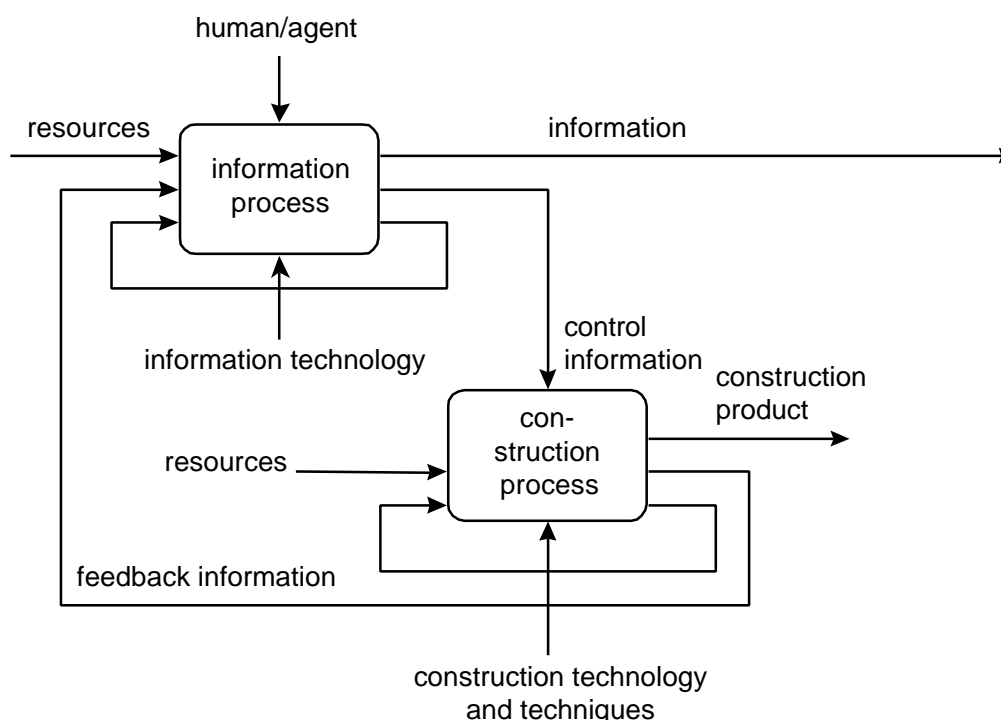 human/agent
resources
information
information
process
information technology
control
information
construction
product
con-
struction
process
resources
feedback information
construction technology
and techniques